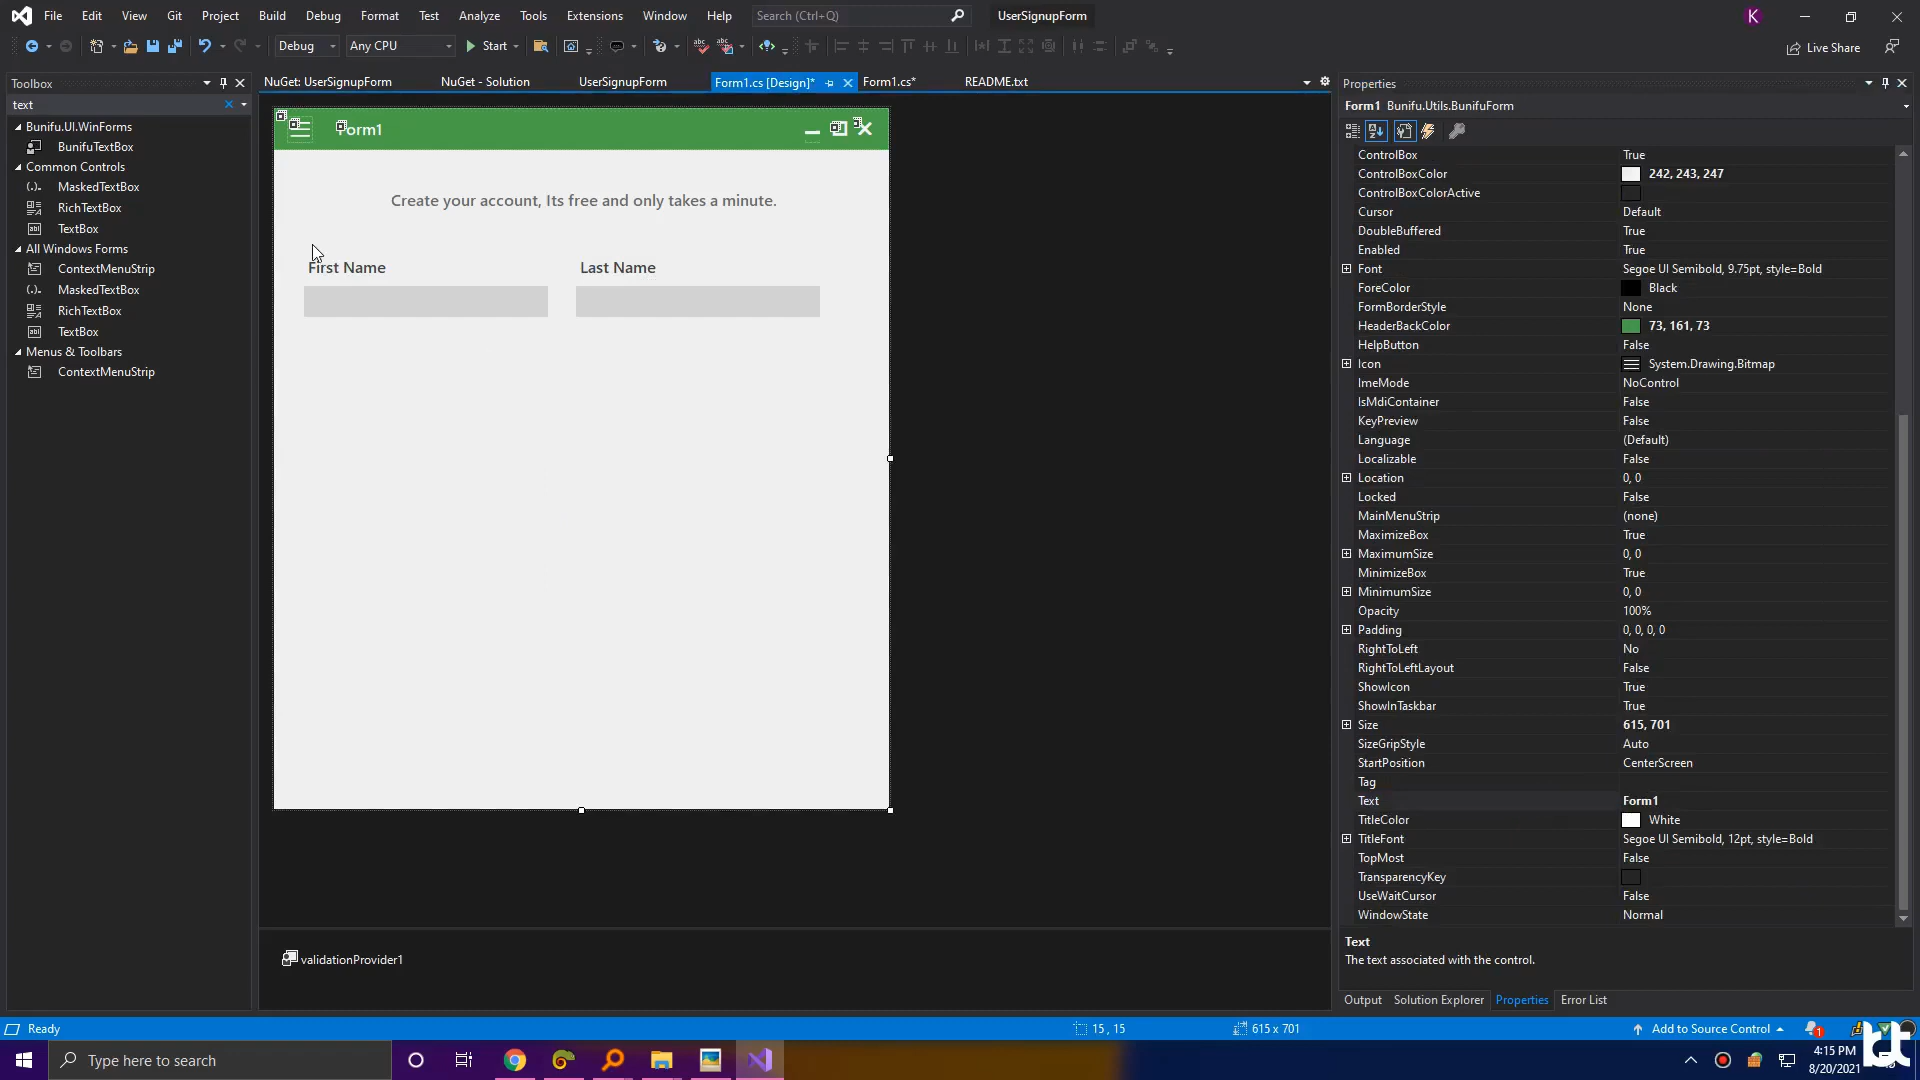 File Edit View Git Project Build Debug Format Test Analyze Tools Extensions Window Help Search (Ctrl+Q) UserSignupForm K
Debug Any CPU Start Live Share
Toolbox
text
Bunifu.UI.WinForms
BunifuTextBox
Common Controls
MaskedTextBox
RichTextBox
TextBox
All Windows Forms
ContextMenuStrip
MaskedTextBox
RichTextBox
TextBox
Menus & Toolbars
ContextMenuStrip
NuGet: UserSignupForm NuGet - Solution UserSignupForm Form1.cs [Design]* Form1.cs* README.txt
Form1
Create your account, Its free and only takes a minute.
First Name Last Name
validationProvider1
Properties
Form1 Bunifu.Utils.BunifuForm
ControlBox True
ControlBoxColor 242, 243, 247
ControlBoxColorActive
Cursor Default
DoubleBuffered True
Enabled True
Font Segoe UI Semibold, 9.75pt, style=Bold
ForeColor Black
FormBorderStyle None
HeaderBackColor 73, 161, 73
HelpButton False
Icon System.Drawing.Bitmap
ImeMode NoControl
IsMdiContainer False
KeyPreview False
Language (Default)
Localizable False
Location 0, 0
Locked False
MainMenuStrip (none)
MaximizeBox True
MaximumSize 0, 0
MinimizeBox True
MinimumSize 0, 0
Opacity 100%
Padding 0, 0, 0, 0
RightToLeft No
RightToLeftLayout False
ShowIcon True
ShowInTaskbar True
Size 615, 701
SizeGripStyle Auto
StartPosition CenterScreen
Tag
Text Form1
TitleColor White
TitleFont Segoe UI Semibold, 12pt, style=Bold
TopMost False
TransparencyKey
UseWaitCursor False
WindowState Normal
Text
The text associated with the control.
Output Solution Explorer Properties Error List
Ready 15 , 15 615 x 701 Add to Source Control 1
Type here to search
4:15 PM
8/20/2021